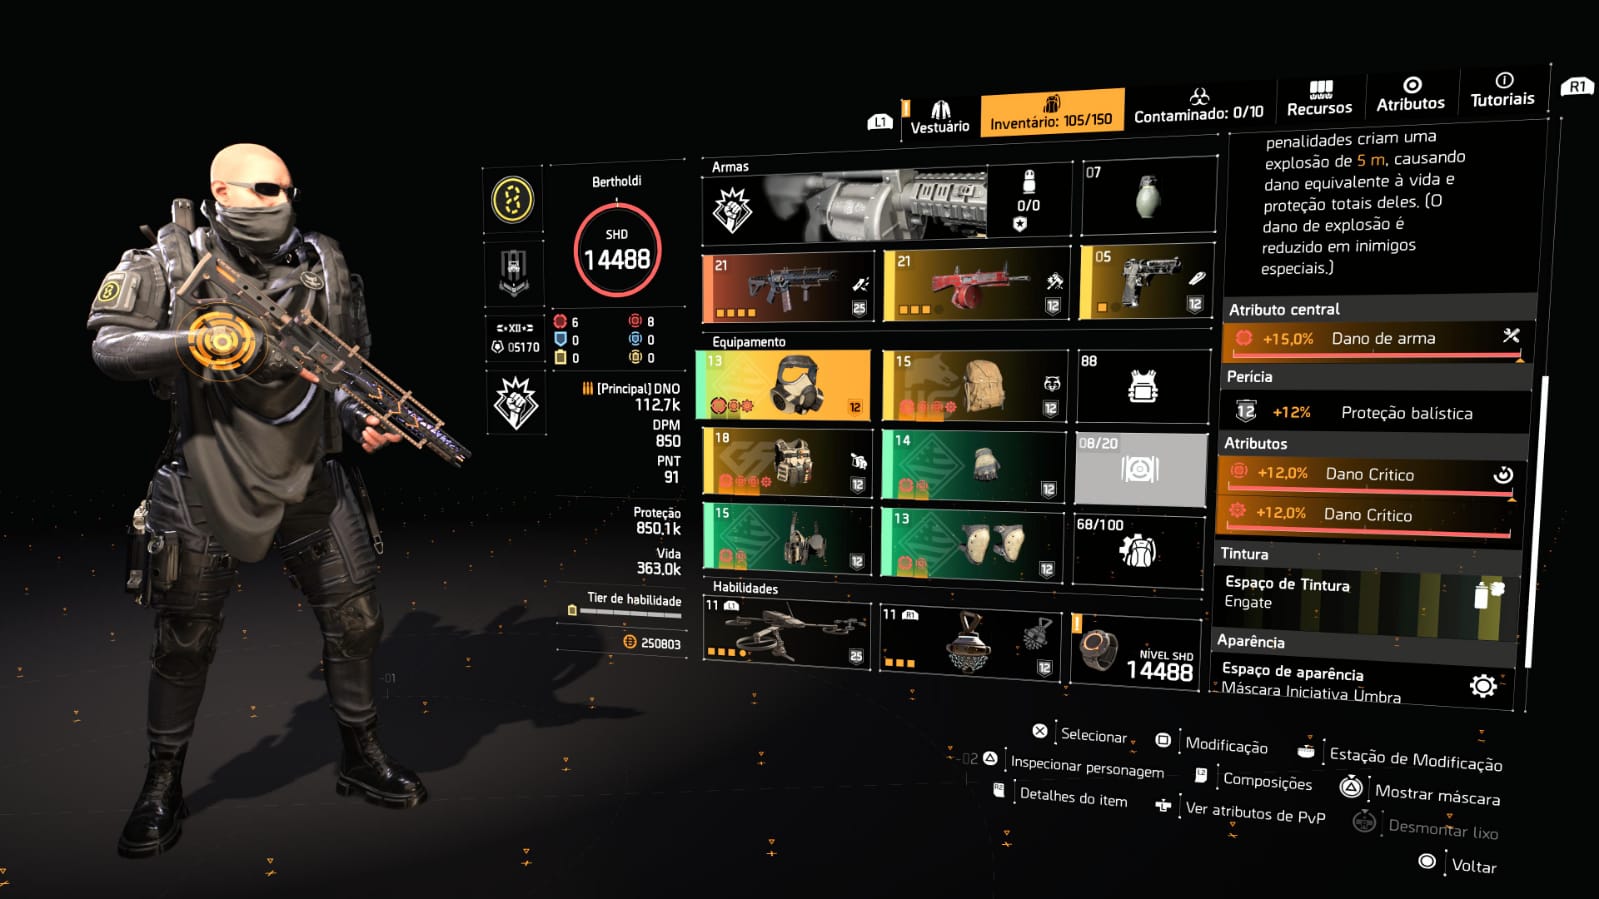 L1
Vestuário
Inventário: 105/150
Contaminado: 0/10
Recursos
Atributos
Tutoriais
R1
Bertholdi
SHD
14488
XII
05170
6
8
0
0
0
0
[Principal] DNO
112,7k
DPM
850
PNT
91
Proteção
850,1k
Vida
363,0k
Tier de habilidade
250803
Armas
0/0
07
21
25
21
12
05
12
Equipamento
13
12
15
12
88
18
12
14
12
08/20
15
12
13
12
68/100
Habilidades
11 L1
25
11 R1
12
NÍVEL SHD
14488
penalidades criam uma
explosão de 5 m, causando
dano equivalente à vida e
proteção totais deles. (O
dano de explosão é
reduzido em inimigos
especiais.)
Atributo central
+15,0% Dano de arma
Perícia
12 +12% Proteção balística
Atributos
+12,0% Dano Crítico
+12,0% Dano Crítico
Tintura
Espaço de Tintura
Engate
Aparência
Espaço de aparência
Máscara Iniciativa Umbra
Selecionar
Modificação
Estação de Modificação
Inspecionar personagem
L2 Composições
Mostrar máscara
R2 Detalhes do item
Ver atributos de PvP
Desmontar lixo
Voltar
-01
-02